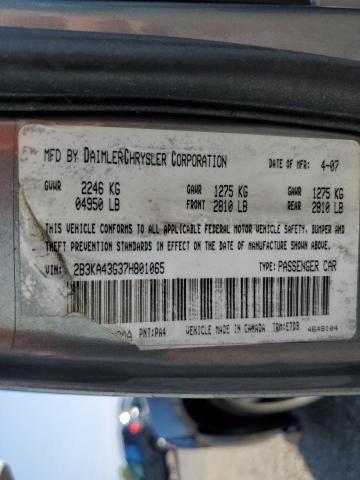 MFD BY DAIMLERCHRYSLER CORPORATION DATE OF MFR: 4-07
GVWR 2246 KG GAWR 1275 KG GAWR 1275 KG
04950 LB FRONT 2810 LB REAR 2810 LB
THIS VEHICLE CONFORMS TO ALL APPLICABLE FEDERAL MOTOR VEHICLE SAFETY, BUMPER AND
THEFT PREVENTION STANDARDS IN EFFECT ON THE DATE OF MANUFACTURE SHOWN ABOVE.
VIN: 2B3KA43G37H801065 TYPE: PASSENGER CAR
PNT: PA4 VEHICLE MADE IN CANADA TRM: E7DB 4649104